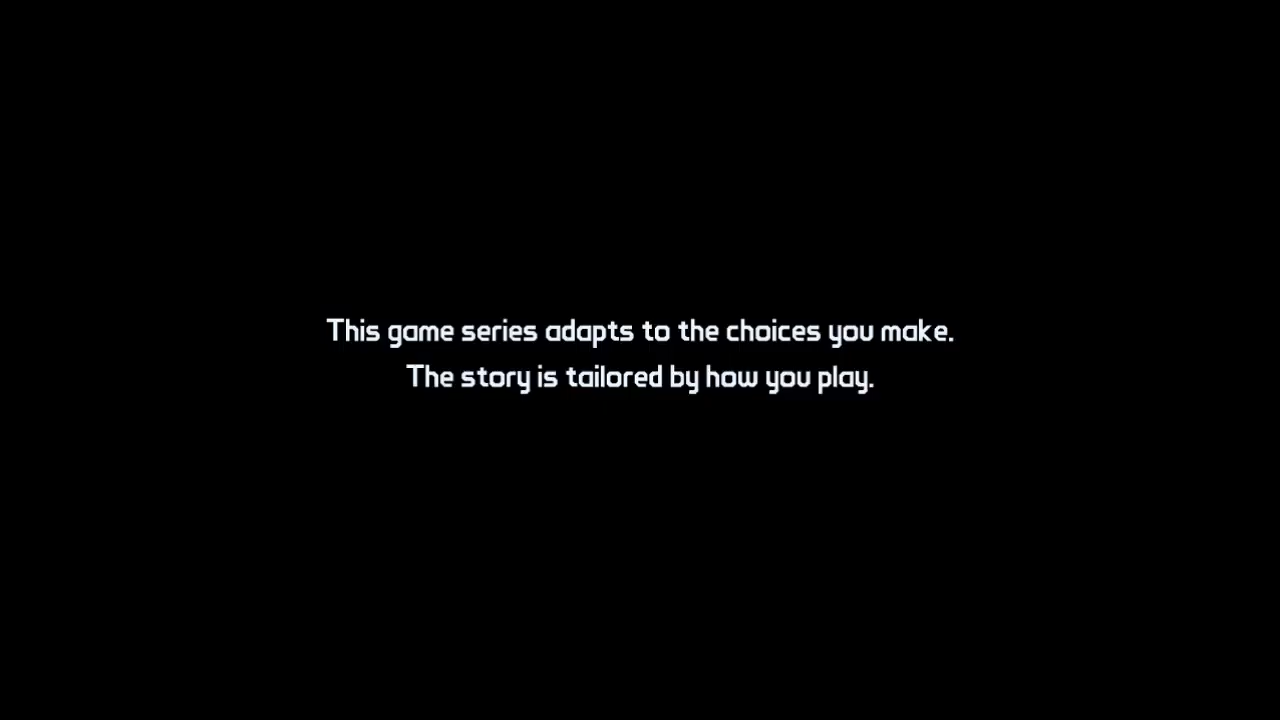 This game series adapts to the choices you make.
The story is tailored by how you play.